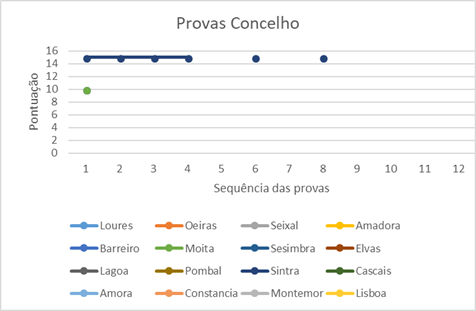 Provas Concelho
Pontuação
16
14
12
10
8
6
4
2
0
1 2 3 4 6 7 8 9 10 11 12
Sequência das provas
Loures Oeiras Seixal Amadora
Barreiro Moita Sesimbra Elvas
Lagoa Pombal Sintra Cascais
Amora Constancia Montemor Lisboa